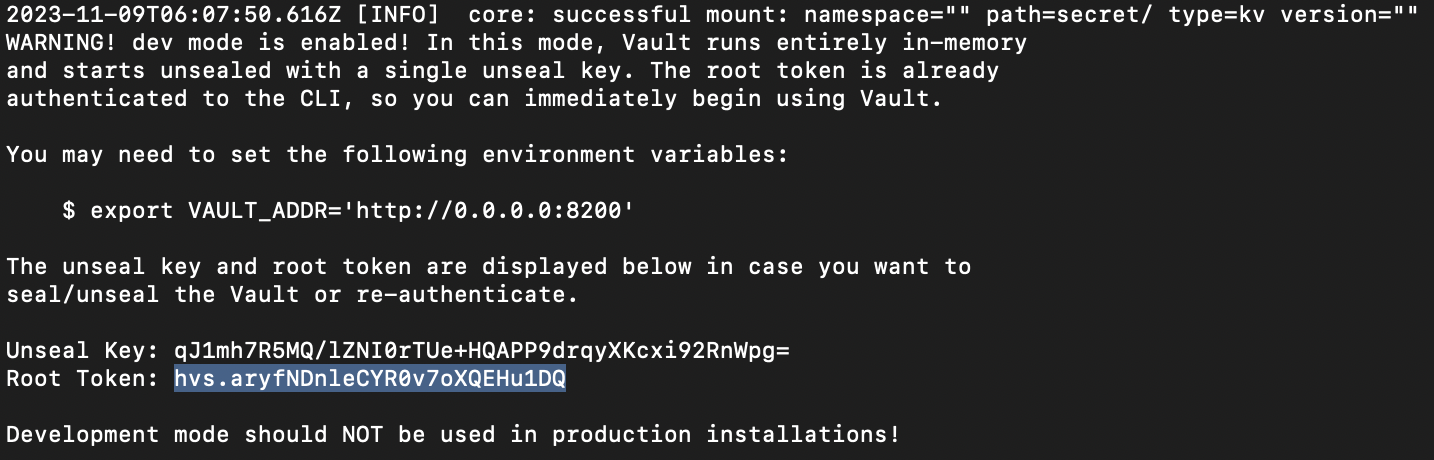 2023-11-09T06:07:50.616Z [INFO]  core: successful mount: namespace="" path=secret/ type=kv version=""
WARNING! dev mode is enabled! In this mode, Vault runs entirely in-memory
and starts unsealed with a single unseal key. The root token is already
authenticated to the CLI, so you can immediately begin using Vault.
You may need to set the following environment variables:
$ export VAULT_ADDR='http://0.0.0.0:8200'
The unseal key and root token are displayed below in case you want to
seal/unseal the Vault or re-authenticate.
Unseal Key: qJ1mh7R5MQ/lZNI0rTUe+HQAPP9drqyXKcxi92RnWpg=
Root Token: hvs.aryfNDnleCYR0v7oXQEHu1DQ
Development mode should NOT be used in production installations!